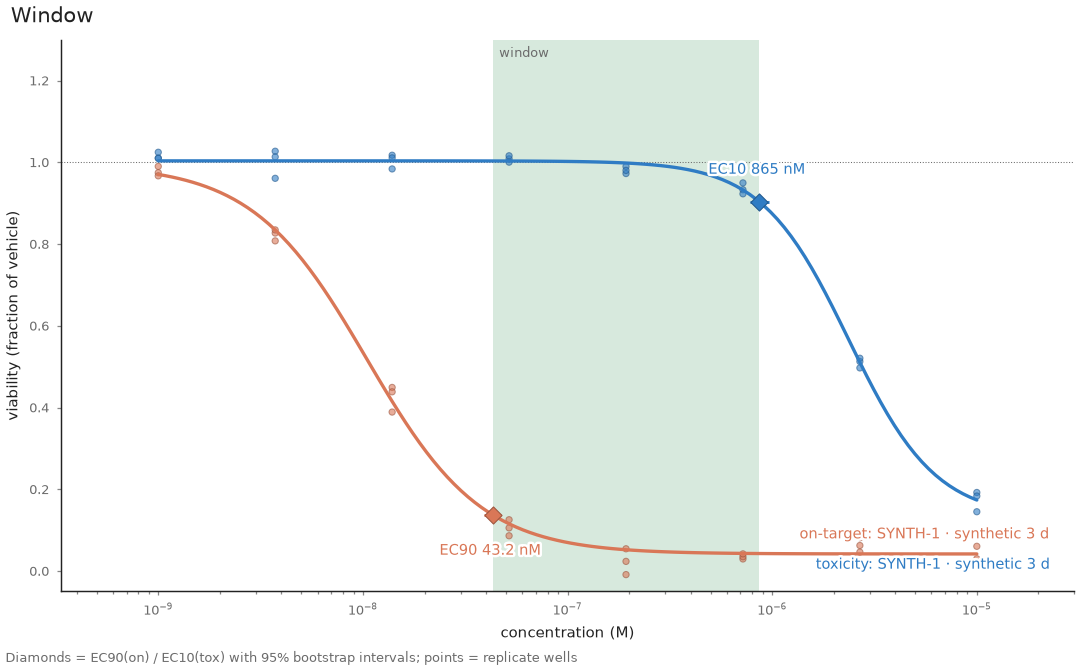 Window
window
EC10 865 nM
EC90 43.2 nM
on-target: SYNTH-1 · synthetic 3 d
toxicity: SYNTH-1 · synthetic 3 d
viability (fraction of vehicle)
1.2
1.0
0.8
0.6
0.4
0.2
0.0
10⁻⁹ 10⁻⁸ 10⁻⁷ 10⁻⁶ 10⁻⁵
concentration (M)
Diamonds = EC90(on) / EC10(tox) with 95% bootstrap intervals; points = replicate wells